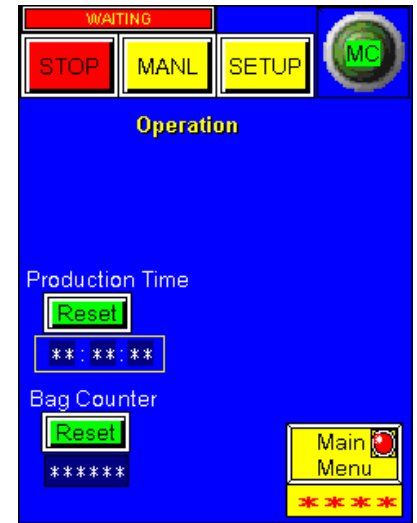 WAITING
STOP MANL SETUP MC
Operation
Production Time
Reset
**:**:**
Bag Counter
Reset
******
Main
Menu
****